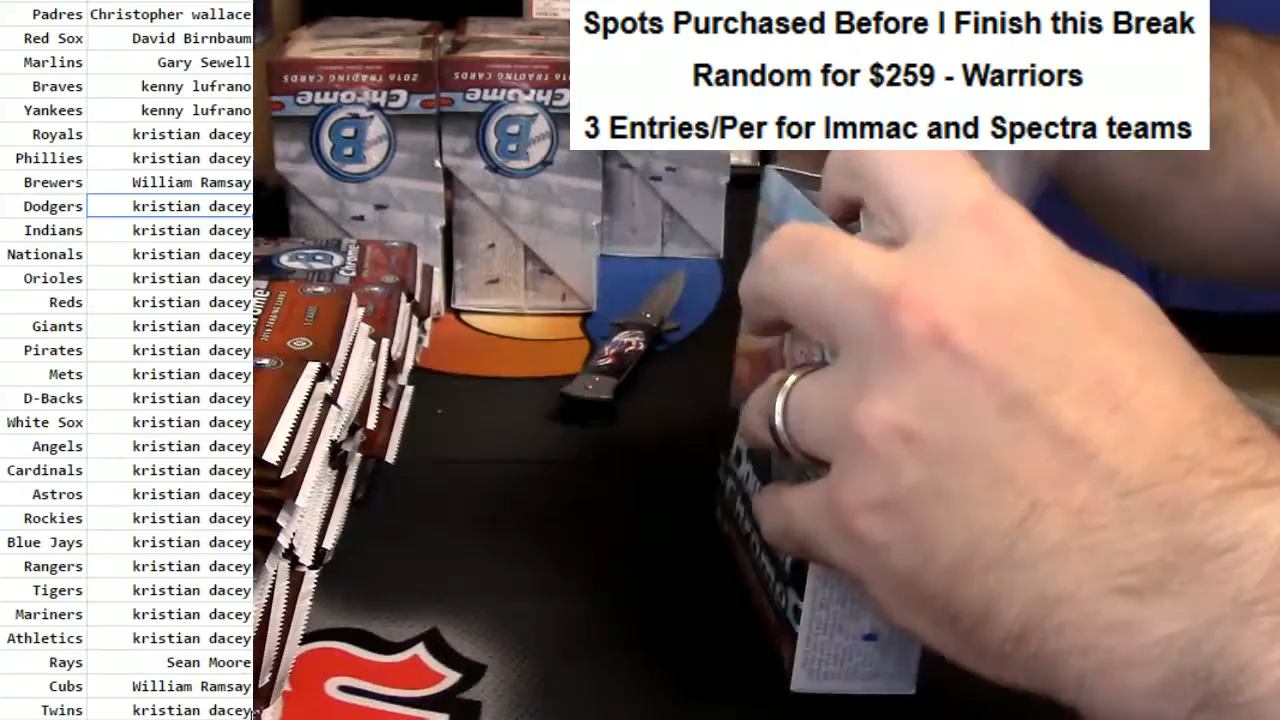 Padres Christopher wallace
Red Sox David Birnbaum
Marlins Gary Sewell
Braves kenny lufrano
Yankees kenny lufrano
Royals kristian dacey
Phillies kristian dacey
Brewers William Ramsay
Dodgers kristian dacey
Indians kristian dacey
Nationals kristian dacey
Orioles kristian dacey
Reds kristian dacey
Giants kristian dacey
Pirates kristian dacey
Mets kristian dacey
D-Backs kristian dacey
White Sox kristian dacey
Angels kristian dacey
Cardinals kristian dacey
Astros kristian dacey
Rockies kristian dacey
Blue Jays kristian dacey
Rangers kristian dacey
Tigers kristian dacey
Mariners kristian dacey
Athletics kristian dacey
Rays Sean Moore
Cubs William Ramsay
Twins kristian dacey
Spots Purchased Before I Finish this Break
Random for $259 - Warriors
3 Entries/Per for Immac and Spectra teams
2016 TRADING CARDS
Chrome
B
2016 TRADING CARDS
Chrome
B
B
Chrome